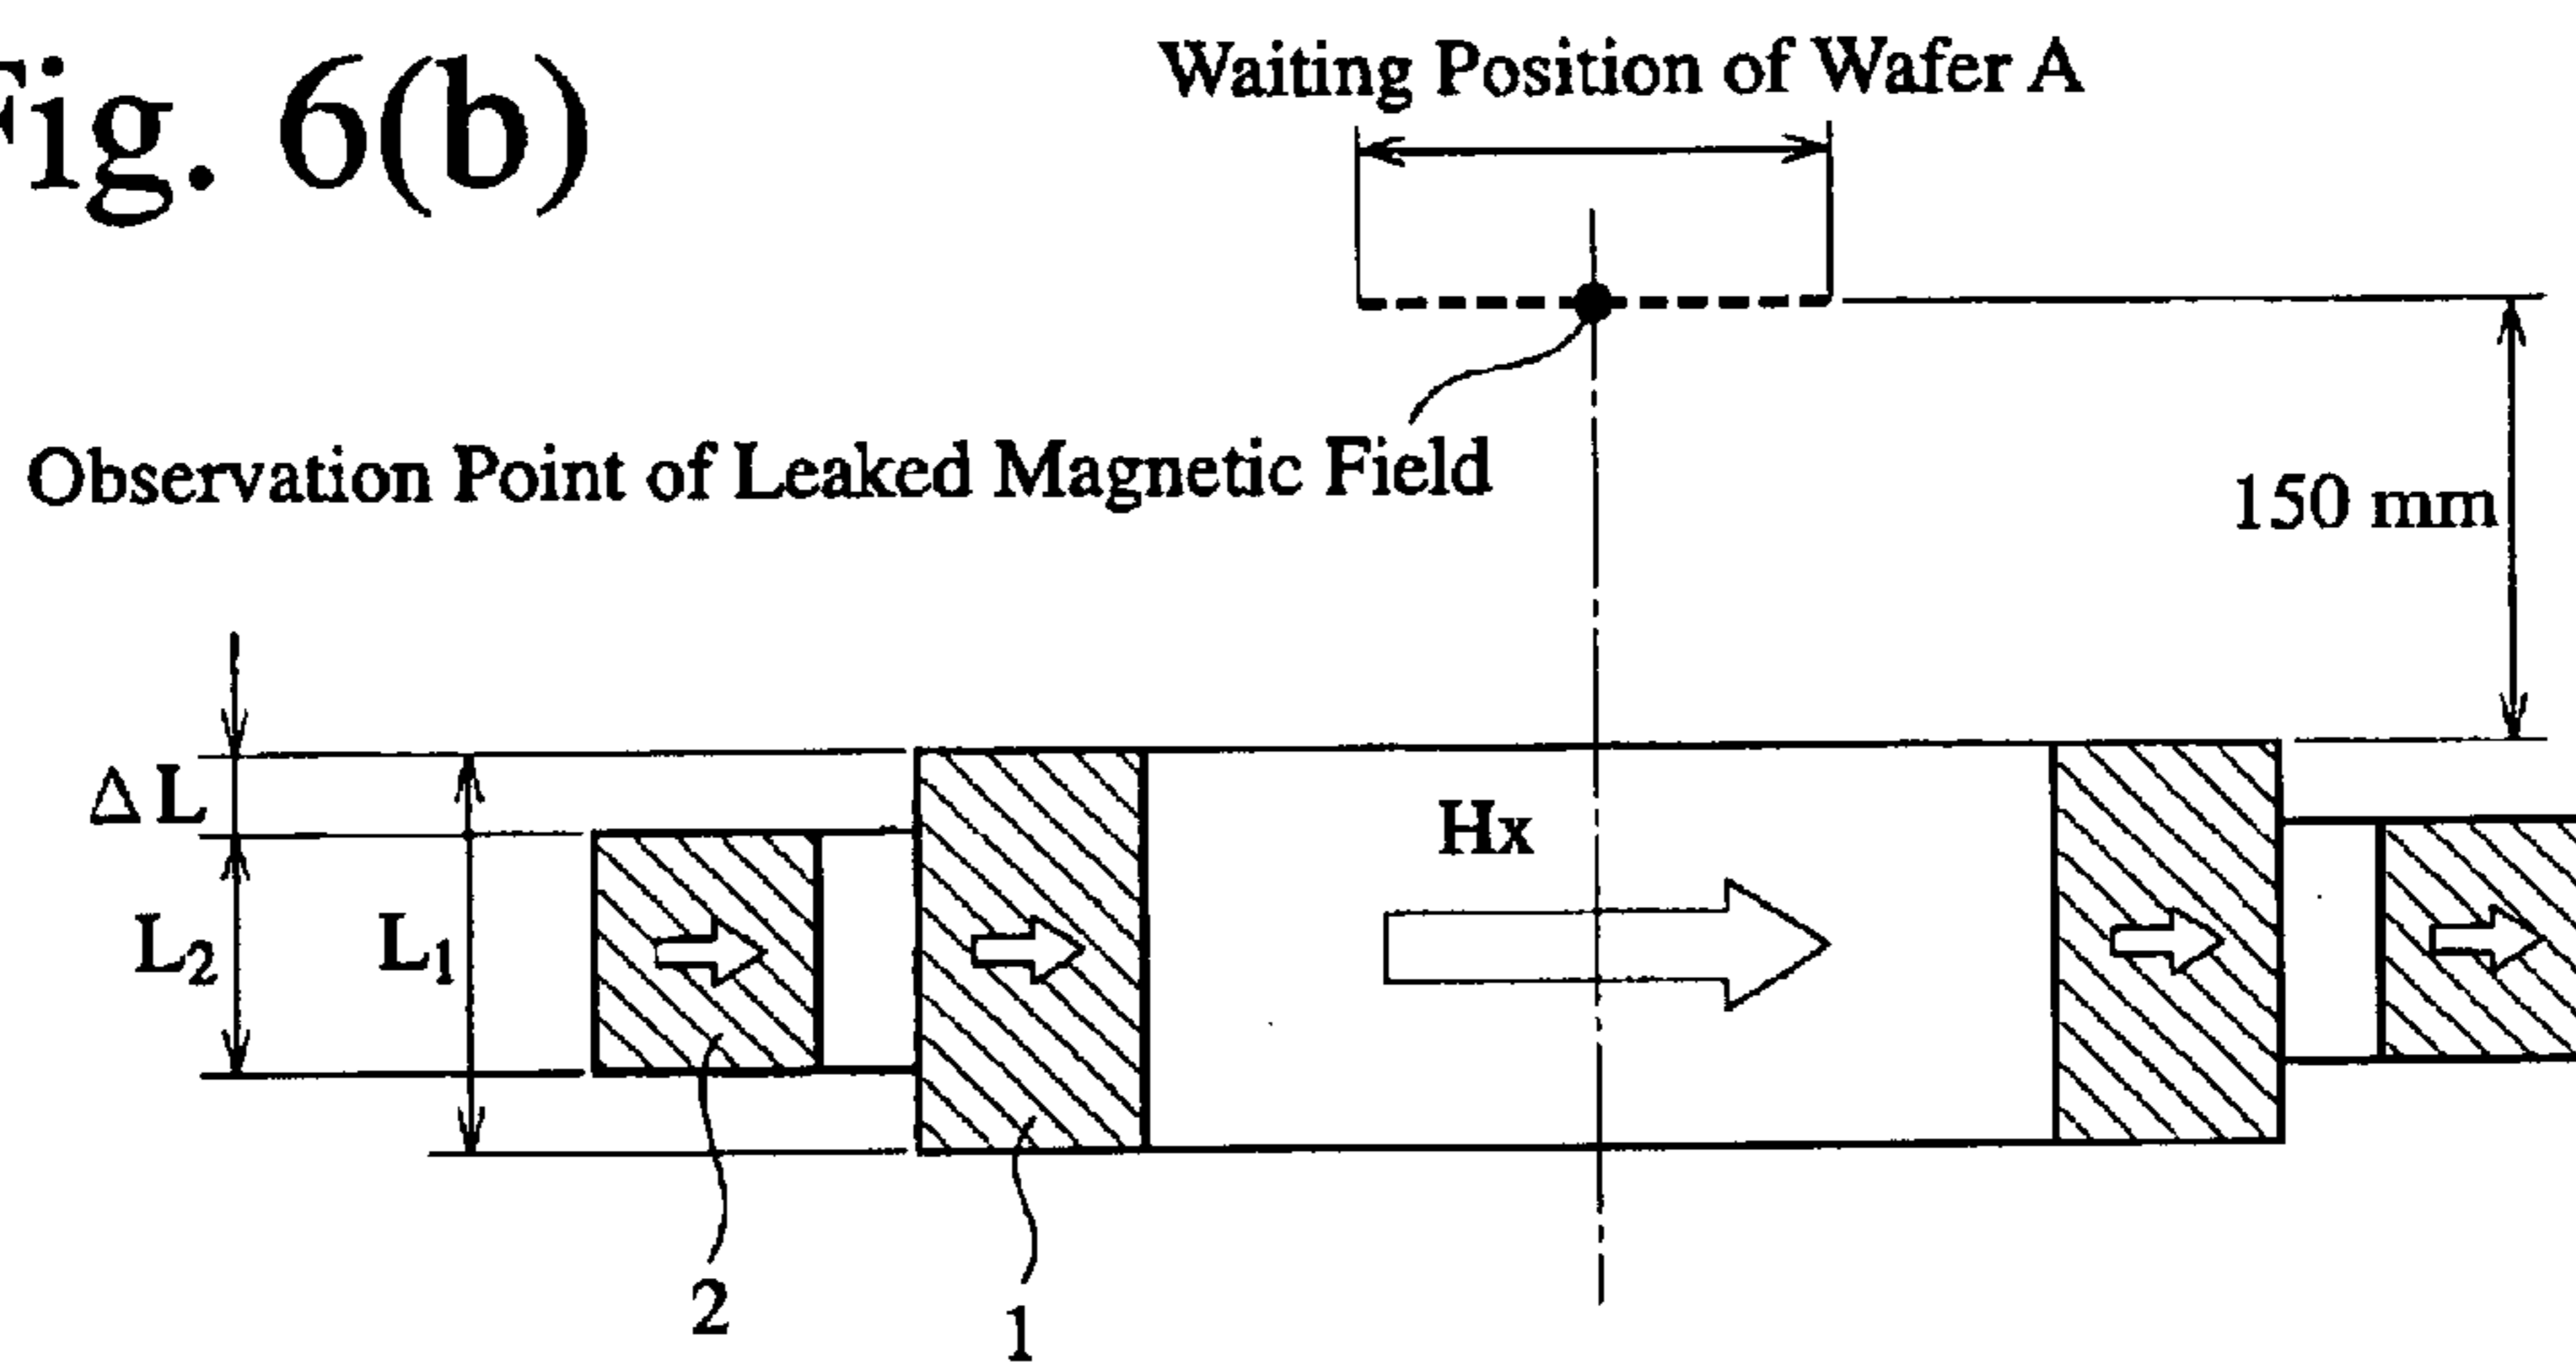 Fig. 6(b)
Waiting Position of Wafer A
Observation Point of Leaked Magnetic Field
150 mm
ΔL
Hx
L2
L1
2
1